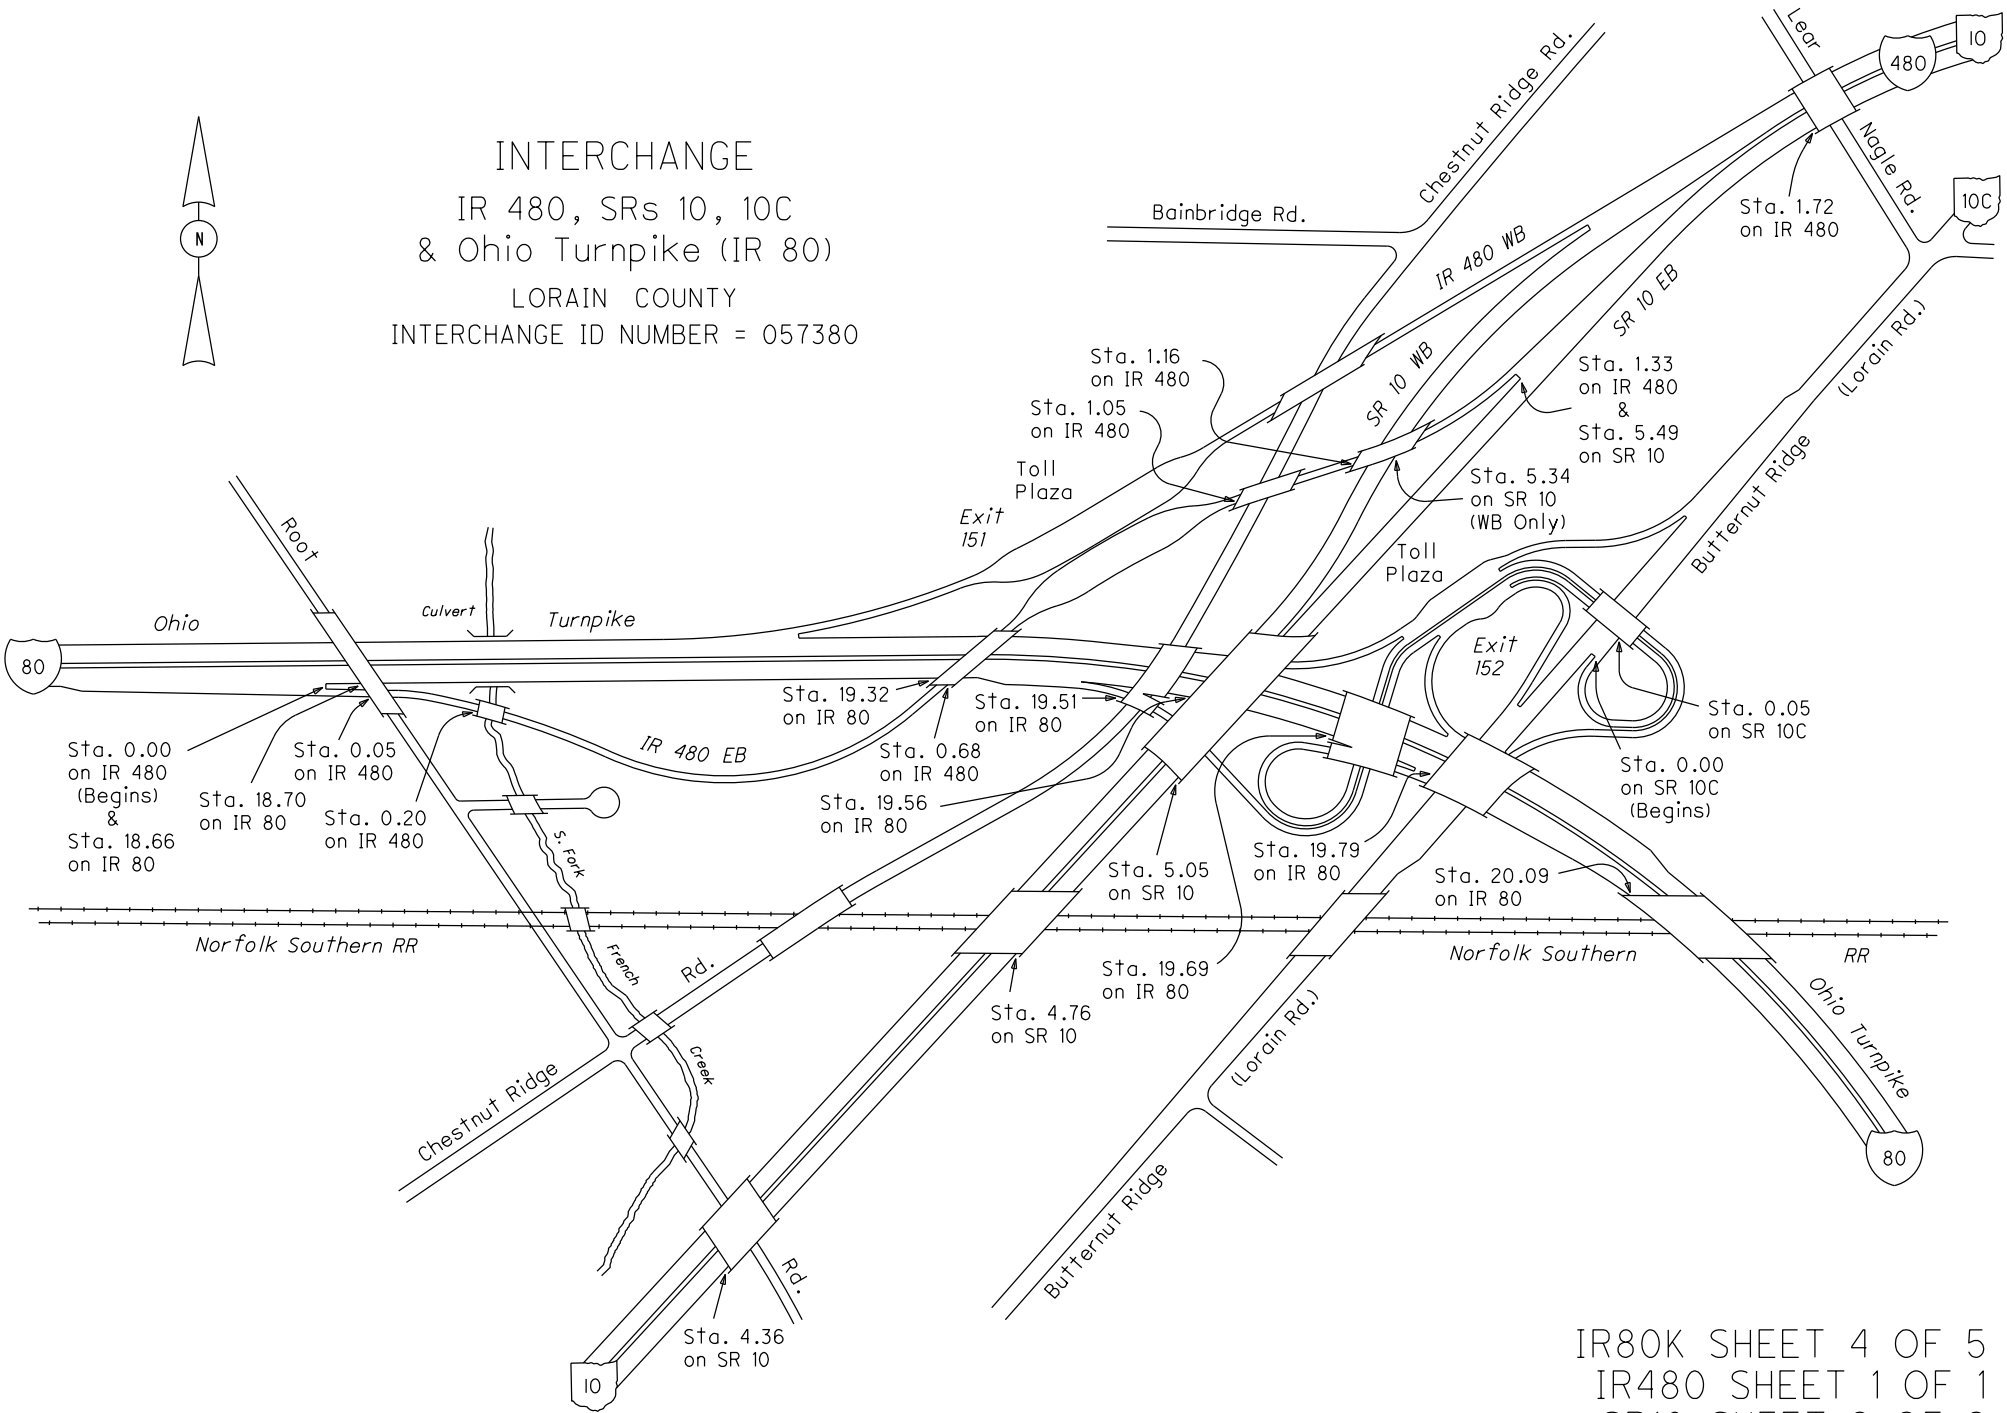 INTERCHANGE
IR 480, SRs 10, 10C
& Ohio Turnpike (IR 80)
LORAIN COUNTY
INTERCHANGE ID NUMBER = 057380
N
Lear
480
10
Nagle Rd.
10C
Sta. 1.72
on IR 480
Chestnut Ridge Rd.
Bainbridge Rd.
IR 480 WB
SR 10 EB
SR 10 WB
(Lorain Rd.)
Butternut Ridge
Sta. 1.16
on IR 480
Sta. 1.05
on IR 480
Sta. 1.33
on IR 480
&
Sta. 5.49
on SR 10
Toll
Plaza
Exit
151
Sta. 5.34
on SR 10
(WB Only)
Toll
Plaza
Root
Culvert
Ohio
Turnpike
80
Exit
152
IR 480 EB
Sta. 19.32
on IR 80
Sta. 19.51
on IR 80
Sta. 0.05
on SR 10C
Sta. 0.00
on IR 480
(Begins)
&
Sta. 18.66
on IR 80
Sta. 18.70
on IR 80
Sta. 0.05
on IR 480
Sta. 0.20
on IR 480
Sta. 0.68
on IR 480
Sta. 19.56
on IR 80
Sta. 0.00
on SR 10C
(Begins)
S. Fork
Sta. 5.05
on SR 10
Sta. 19.79
on IR 80
Sta. 20.09
on IR 80
Norfolk Southern RR
French
Rd.
Sta. 19.69
on IR 80
Norfolk Southern
RR
Sta. 4.76
on SR 10
Ohio Turnpike
(Lorain Rd.)
Creek
Chestnut Ridge
80
Butternut Ridge
Rd.
Sta. 4.36
on SR 10
10
IR80K SHEET 4 OF 5
IR480 SHEET 1 OF 1